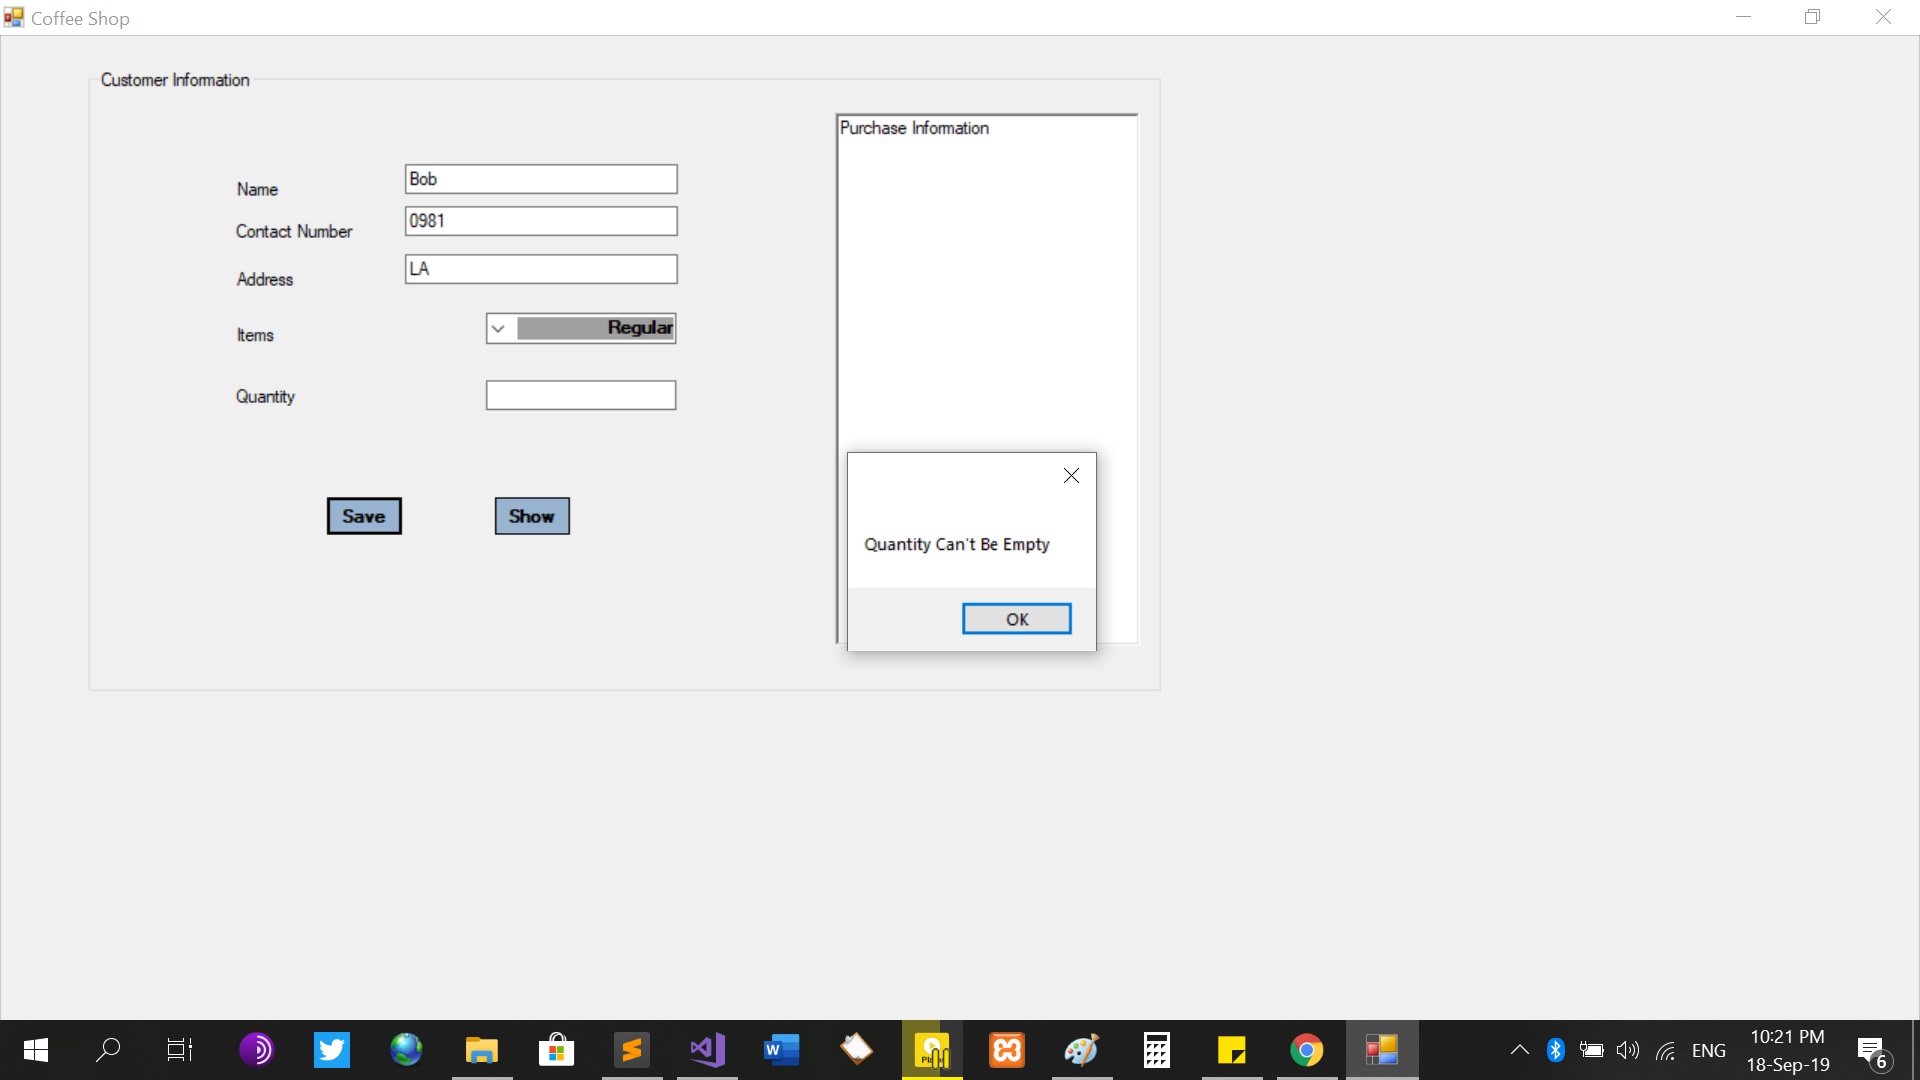 Coffee Shop
Customer Information
Purchase Information
Name
Bob
Contact Number
0981
Address
LA
Items
Regular
Quantity
Save
Show
Quantity Can't Be Empty
OK
ENG
10:21 PM
18-Sep-19
6